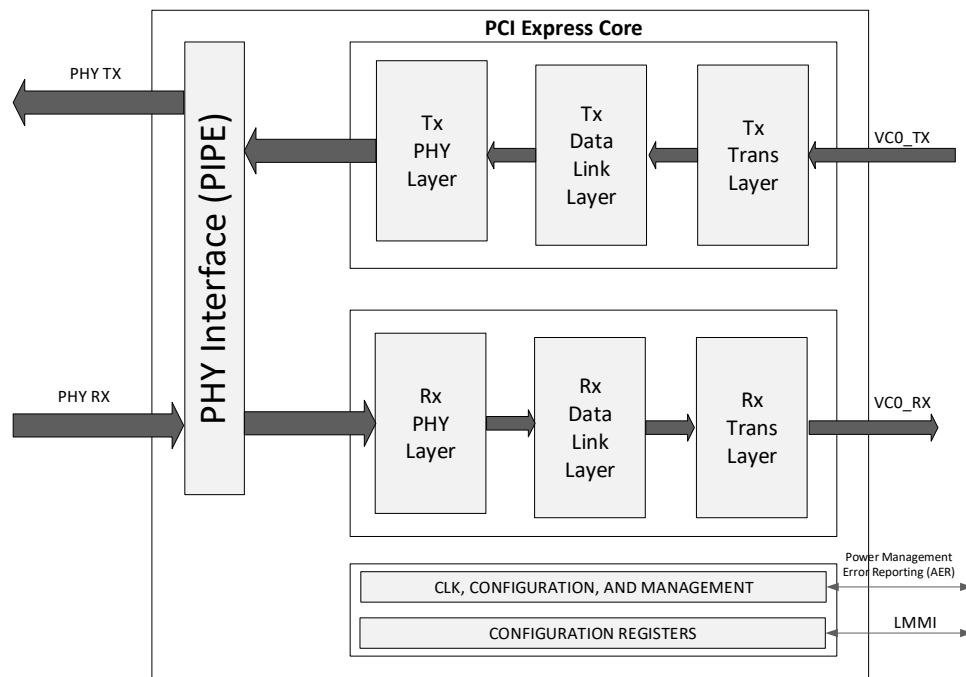 PCI Express Core
PHY TX
PHY Interface (PIPE)
Tx
PHY
Layer
Tx
Data
Link
Layer
Tx
Trans
Layer
VC0_TX
PHY RX
Rx
PHY
Layer
Rx
Data
Link
Layer
Rx
Trans
Layer
VC0_RX
Power Management
Error Reporting (AER)
CLK, CONFIGURATION, AND MANAGEMENT
CONFIGURATION REGISTERS
LMMI